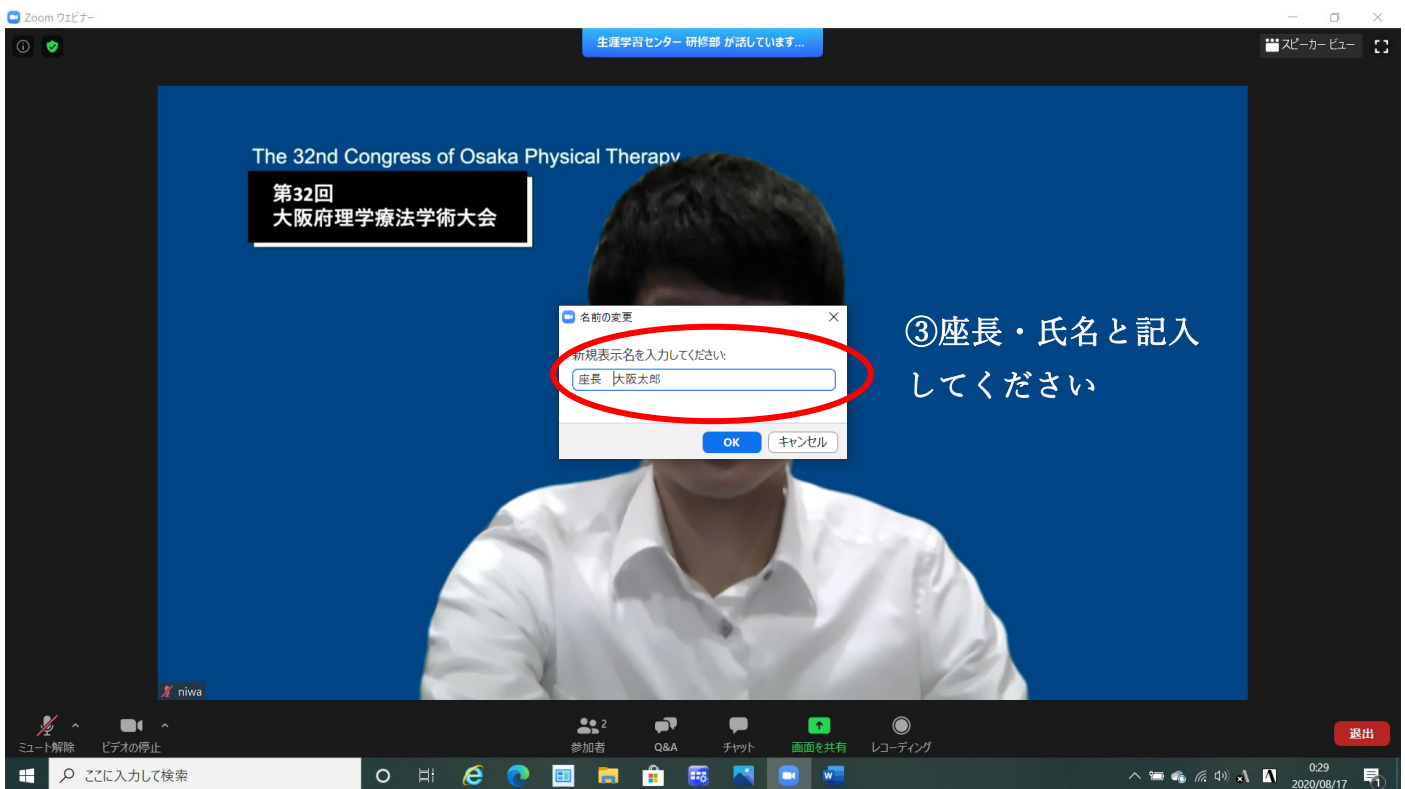 Zoom ウェビナー
生涯学習センター 研修部 が話しています...
スピーカー ビュー
The 32nd Congress of Osaka Physical Therapy
第32回
大阪府理学療法学術大会
名前の変更
新規表示名を入力してください:
座長　大阪太郎
OK
キャンセル
③座長・氏名と記入
してください
niwa
2
ミュート解除
ビデオの停止
参加者
Q&A
チャット
画面を共有
レコーディング
退出
ここに入力して検索
0:29
2020/08/17
1